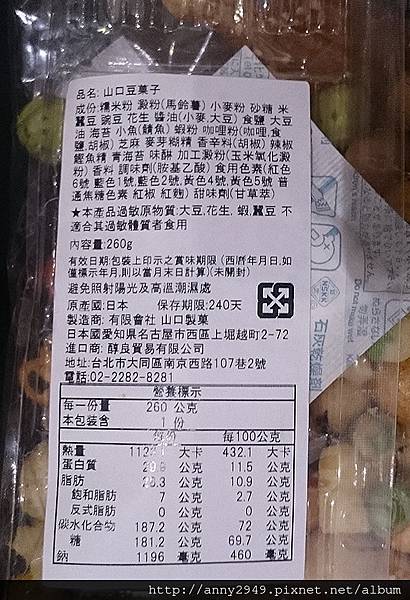 品名: 山口豆菓子
成份:糯米粉 澱粉(馬鈴薯) 小麥粉 砂糖 米
蠶豆 豌豆 花生 醬油(小麥.大豆) 食鹽 大豆
油 海苔 小魚(鯖魚) 蝦粉 咖哩粉(咖哩,食
鹽,胡椒) 芝麻 麥芽糊精 香辛料(胡椒) 辣椒
鰹魚精 青海苔 味醂 加工澱粉(玉米氧化澱
粉) 香料 調味劑(胺基乙酸) 食用色素(紅色
6號 藍色1號,藍色2號,黃色4號,黃色5號 普
通焦糖色素 紅椒 紅麴) 甜味劑(甘草萃)
★本產品過敏原物質:大豆,花生, 蝦 蠶豆 不
適合其過敏體質者食用
內容量:260g
有效日期:包裝上印示之賞味期限 (西曆年月日,如
僅標示年月,則以當月末日計算)(未開封)
避免照射陽光及高溫潮濕處
原產國:日本 保存期限:240天
製造商: 有限會社 山口製菓
日本國愛知縣名古屋市西區上堀越町2-72
進口商: 醇良貿易有限公司
地址:台北市大同區南京西路107巷2號
電話:02-2282-8281
營養標示
每一份量 260 公克
本包裝含 1 份
每份 每100公克
熱量 大卡 432.1 大卡
蛋白質 公克 11.5 公克
脂肪 公克 10.9 公克
飽和脂肪 7 公克 2.7 公克
反式脂肪 0 公克 0 公克
碳水化合物 187.2 公克 72 公克
糖 181.2 公克 69.7 公克
鈉 1196 毫克 460 毫克
http://anny2949.pixnet.net/album